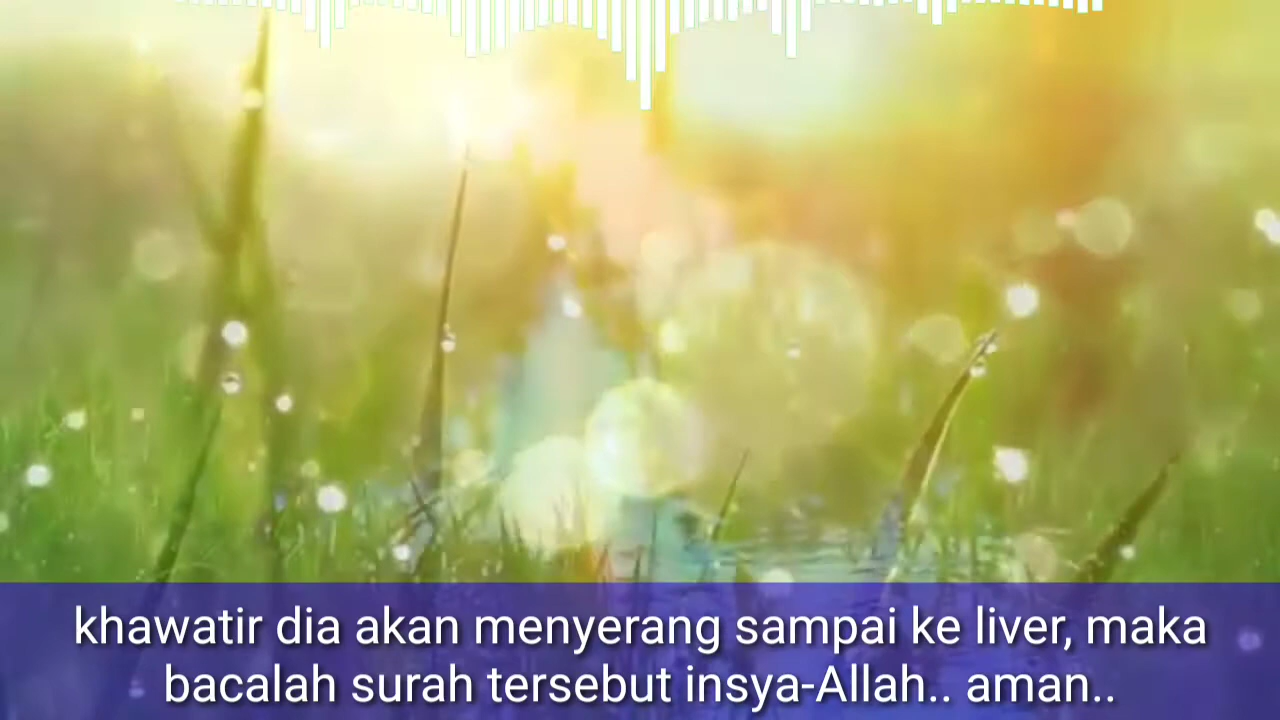 khawatir dia akan menyerang sampai ke liver, maka
bacalah surah tersebut insya-Allah.. aman..